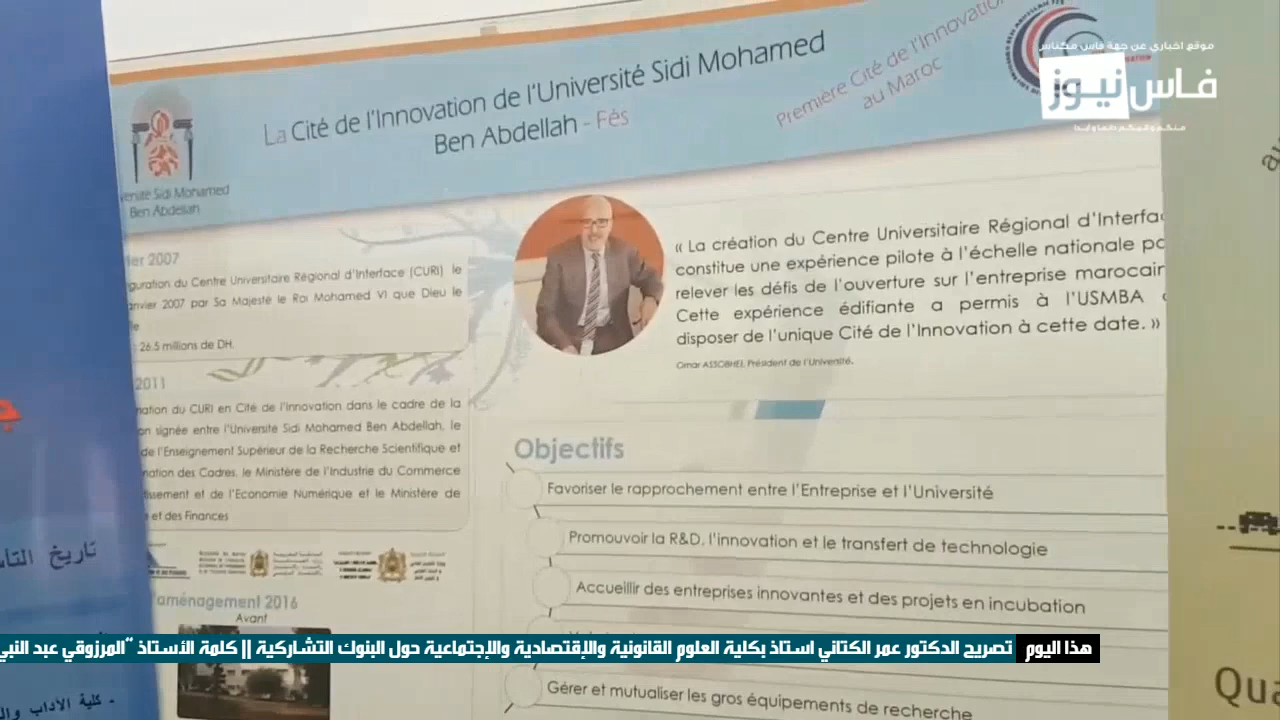 موقع اخباري عن جهة فاس مكناس
فاس نيوز
منكم واليكم دائما وأبدا
La Cité de l'Innovation de l'Université Sidi Mohamed
Ben Abdellah - Fés
Première Cité de l'Innovation
au Maroc
Sidi Mohamed
Ben Abdellah
2007
du Centre Universitaire Régional d'Interface (CURI) le
2007 par Sa Majesté le Roi Mohamed VI que Dieu le
26.5 millions de DH.
2011
du CURI en Cité de l'Innovation dans le cadre de la
signée entre l'Université Sidi Mohamed Ben Abdellah, le
de l'Enseignement Supérieur de la Recherche Scientifique et
des Cadres, le Ministère de l'Industrie du Commerce
et de l'Economie Numérique et le Ministère de
et des Finances
l'aménagement 2016
Avant
« La création du Centre Universitaire Régional d'Interfa
constitue une expérience pilote à l'échelle nationale po
relever les défis de l'ouverture sur l'entreprise marocain
Cette expérience édifiante a permis à l'USMBA
disposer de l'unique Cité de l'Innovation à cette date. »
Omar ASSOBHEI, Président de l'Université.
Objectifs
Favoriser le rapprochement entre l'Entreprise et l'Université
Promouvoir la R&D, l'innovation et le transfert de technologie
Accueillir des entreprises innovantes et des projets en incubation
Gérer et mutualiser les gros équipements de recherche
تاريخ
- كلية الآداب
Qua
هذا اليوم تصريح الدكتور عمر الكتاني استاذ بكلية العلوم القانونية والإقتصادية والإجتماعية حول البنوك التشاركية || كلمة الأستاذ “المرزوقي عبد النبي